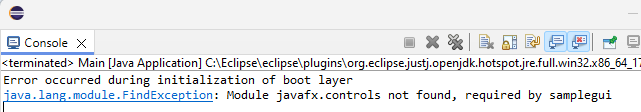 Console
<terminated> Main [Java Application] C:\Eclipse\eclipse\plugins\org.eclipse.justj.openjdk.hotspot.jre.full.win32.x86_64_17
Error occurred during initialization of boot layer
java.lang.module.FindException: Module javafx.controls not found, required by samplegui